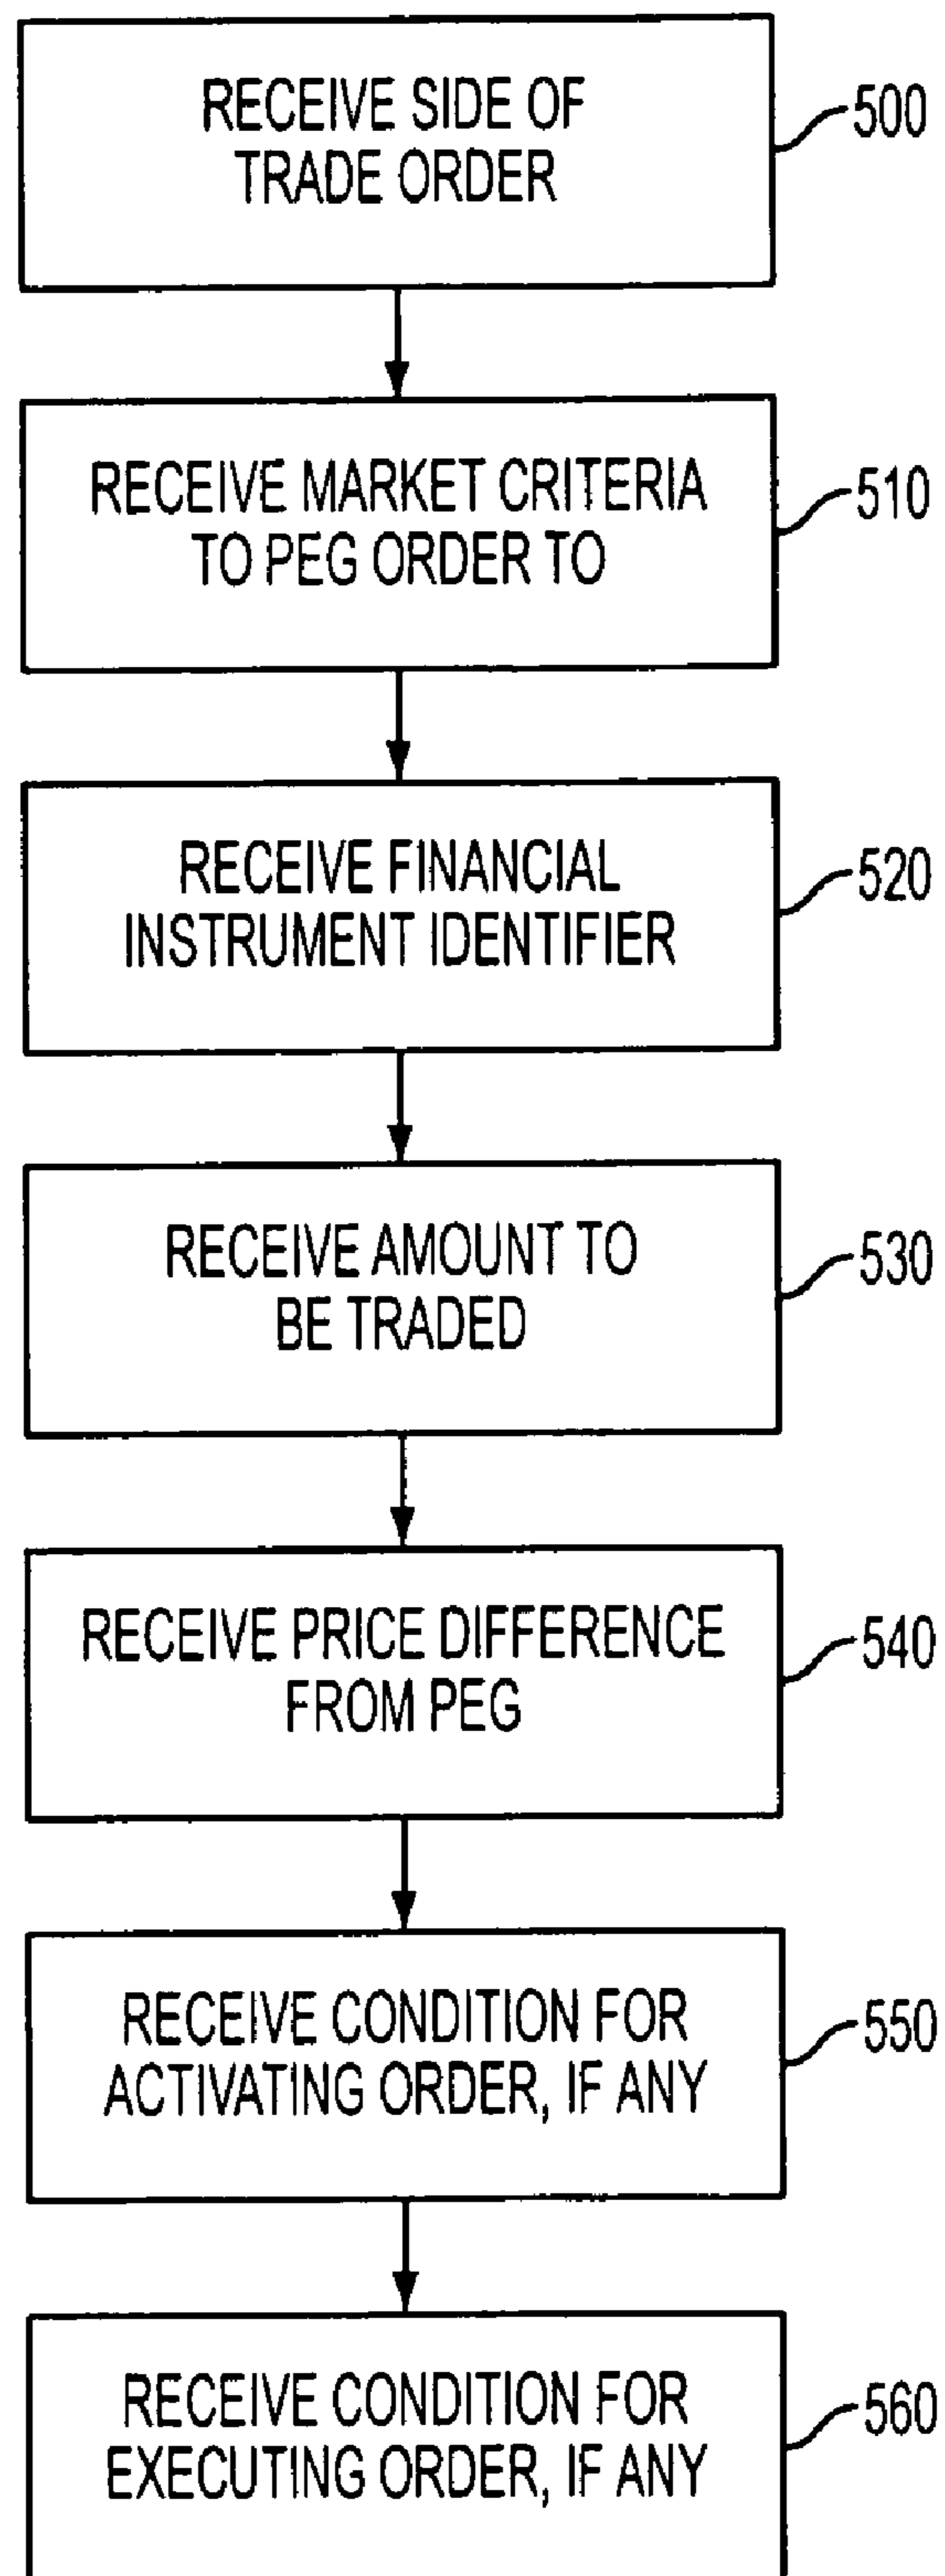 RECEIVE SIDE OF
TRADE ORDER
500
RECEIVE MARKET CRITERIA
TO PEG ORDER TO
510
RECEIVE FINANCIAL
INSTRUMENT IDENTIFIER
520
RECEIVE AMOUNT TO
BE TRADED
530
RECEIVE PRICE DIFFERENCE
FROM PEG
540
RECEIVE CONDITION FOR
ACTIVATING ORDER, IF ANY
550
RECEIVE CONDITION FOR
EXECUTING ORDER, IF ANY
560